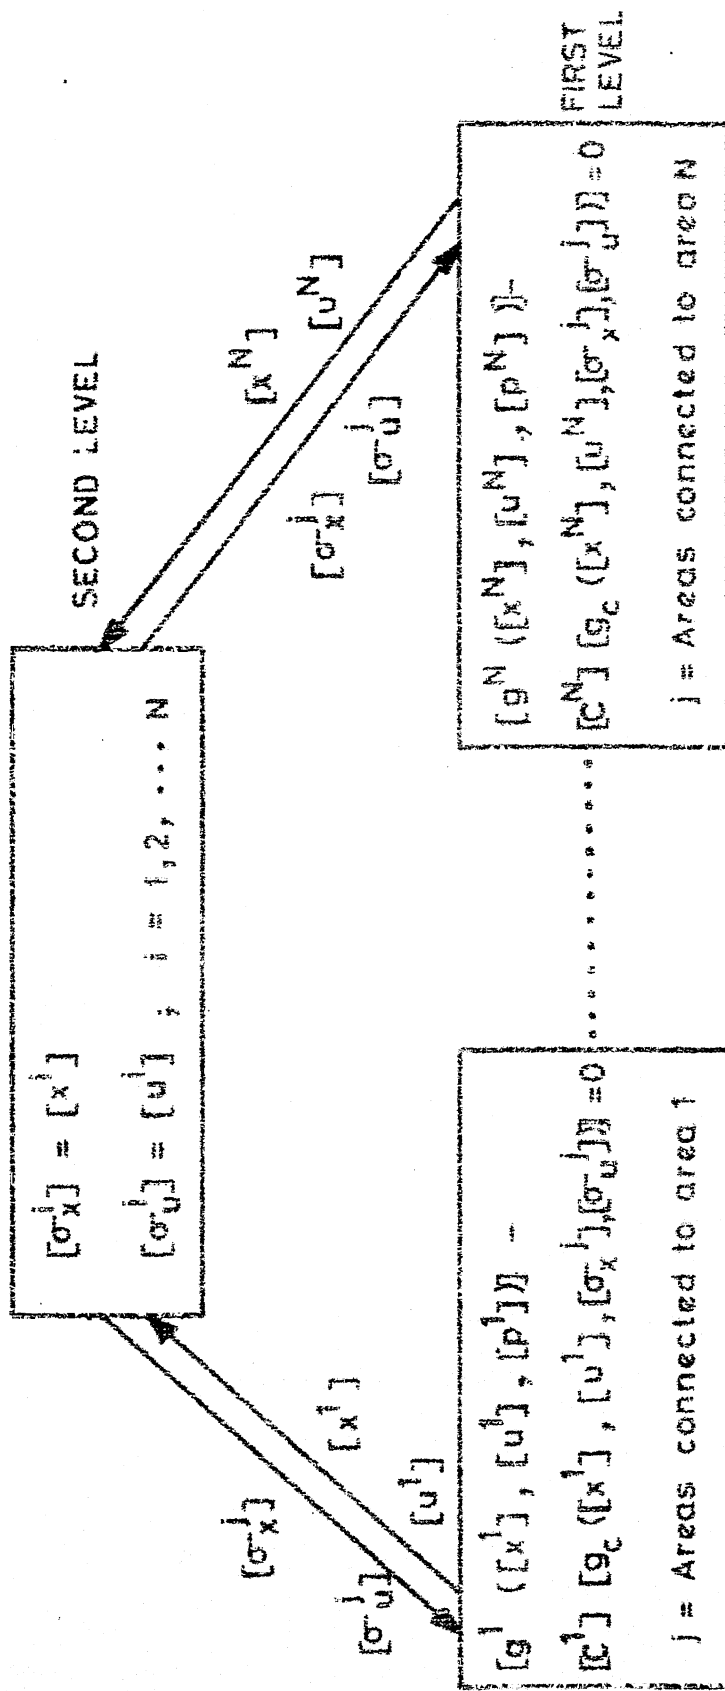 SECOND LEVEL
[σ_x^i] = [x^i]
[σ_u^i] = [u^i] , i = 1,2, ... N
[σ_x^j]
[σ_u^j]
[x^1]
[u^1]
[x^N]
[u^N]
[σ_x^j]
[σ_u^j]
FIRST
LEVEL
[g^1 ([x^1], [u^1], [p^1])] -
[C^1] [g_c ([x^1], [u^1], [σ_x^j], [σ_u^j])] = 0
j = Areas connected to area 1
............
[g^N ([x^N], [u^N], [p^N])] -
[C^N] [g_c ([x^N], [u^N], [σ_x^j], [σ_u^j])] = 0
j = Areas connected to area N